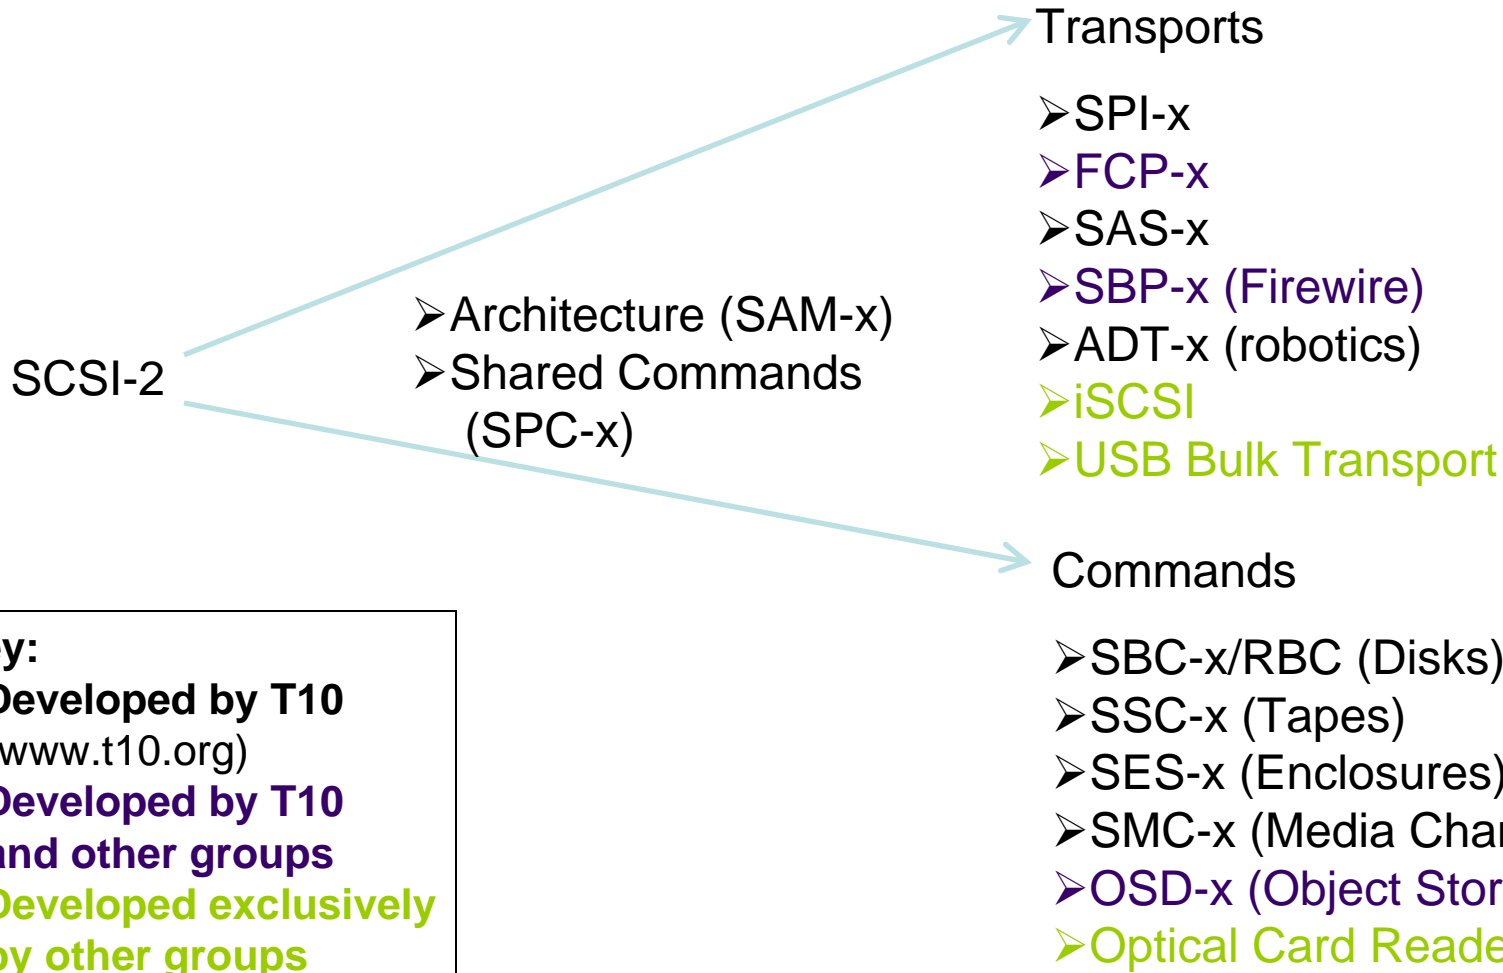 Transports
➢SPI-x
➢FCP-x
➢SAS-x
➢SBP-x (Firewire)
➢ADT-x (robotics)
➢iSCSI
➢USB Bulk Transport
SCSI-2
➢Architecture (SAM-x)
➢Shared Commands
(SPC-x)
Commands
➢SBC-x/RBC (Disks)
➢SSC-x (Tapes)
➢SES-x (Enclosures)
➢SMC-x (Media
➢OSD-x (Object
➢Optical Card
Developed by T10
www.t10.org)
Developed by T10
and other groups
Developed exclusively
by other groups